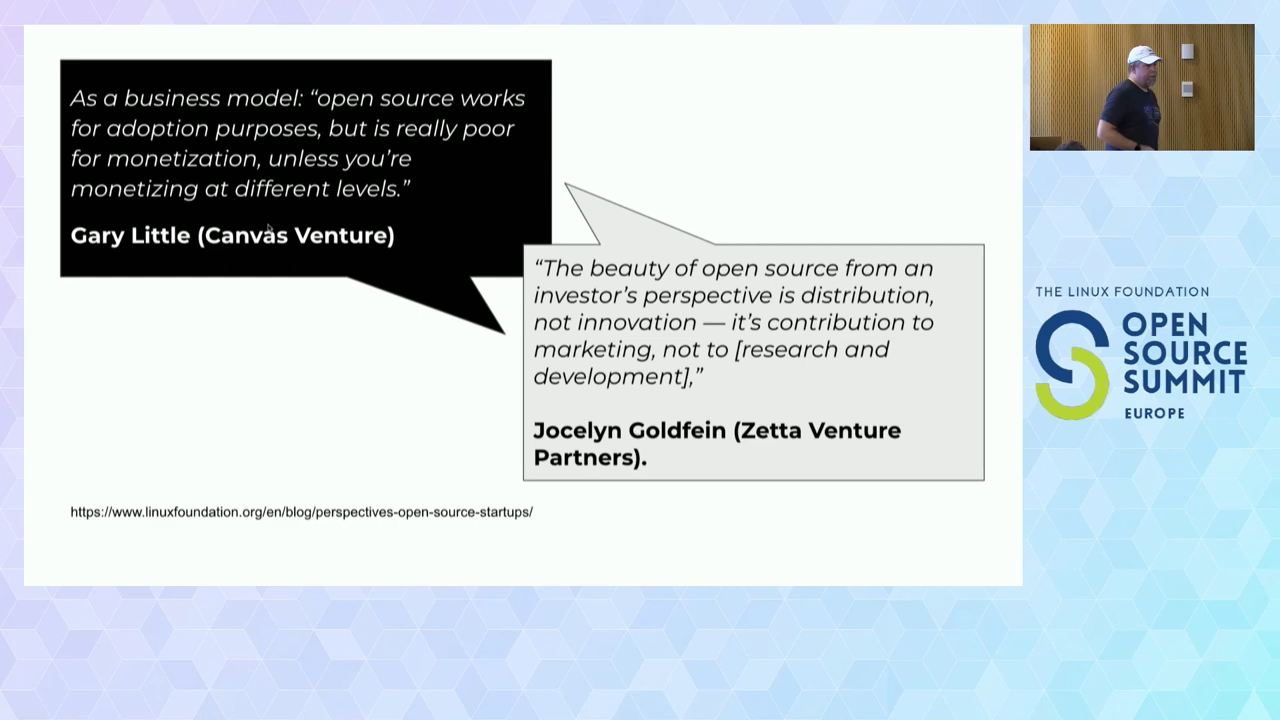 As a business model: “open source works
for adoption purposes, but is really poor
for monetization, unless you’re
monetizing at different levels.”
Gary Little (Canvas Venture)
“The beauty of open source from an
investor’s perspective is distribution,
not innovation — it’s contribution to
marketing, not to [research and
development],”
Jocelyn Goldfein (Zetta Venture
Partners).
https://www.linuxfoundation.org/en/blog/perspectives-open-source-startups/
THE LINUX FOUNDATION
OPEN
SOURCE
SUMMIT
EUROPE